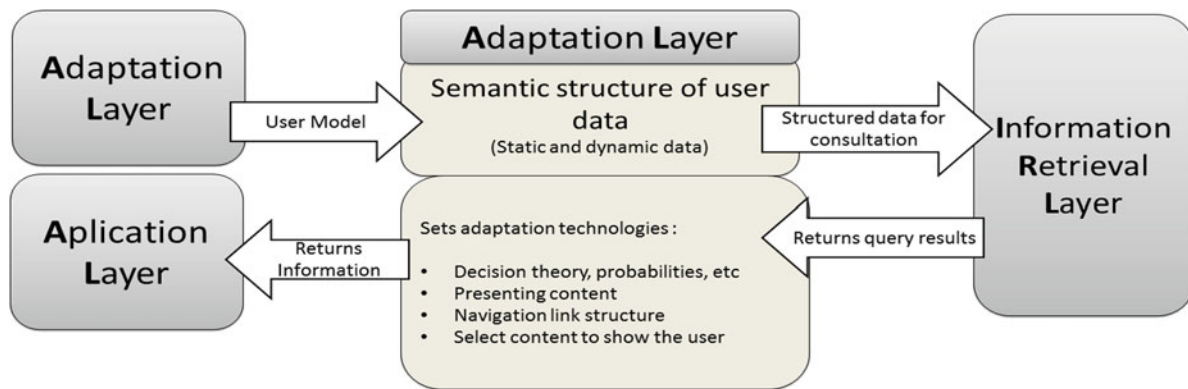 Adaptation
Layer
User Model
Adaptation Layer
Semantic structure of user
data
(Static and dynamic data)
Structured data for
consultation
Information
Retrieval
Layer
Aplication
Layer
Returns
Information
Sets adaptation technologies :
• Decision theory, probabilities, etc
• Presenting content
• Navigation link structure
• Select content to show the user
Returns query results